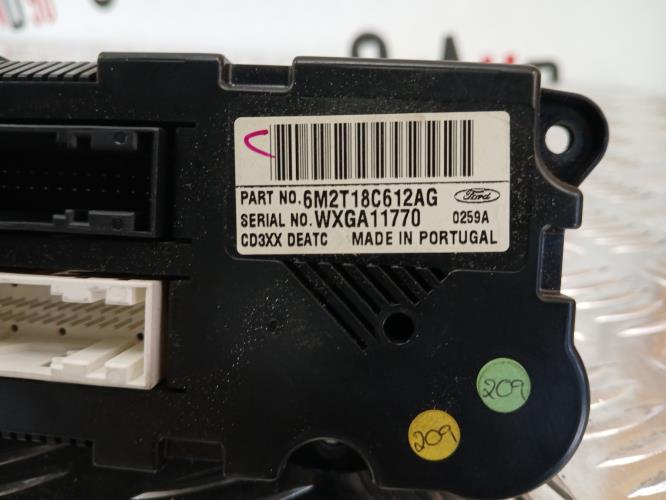 PART NO. 6M2T18C612AG
Ford
SERIAL NO. WXGA11770 0259A
CD3XX DEATC MADE IN PORTUGAL
209
209